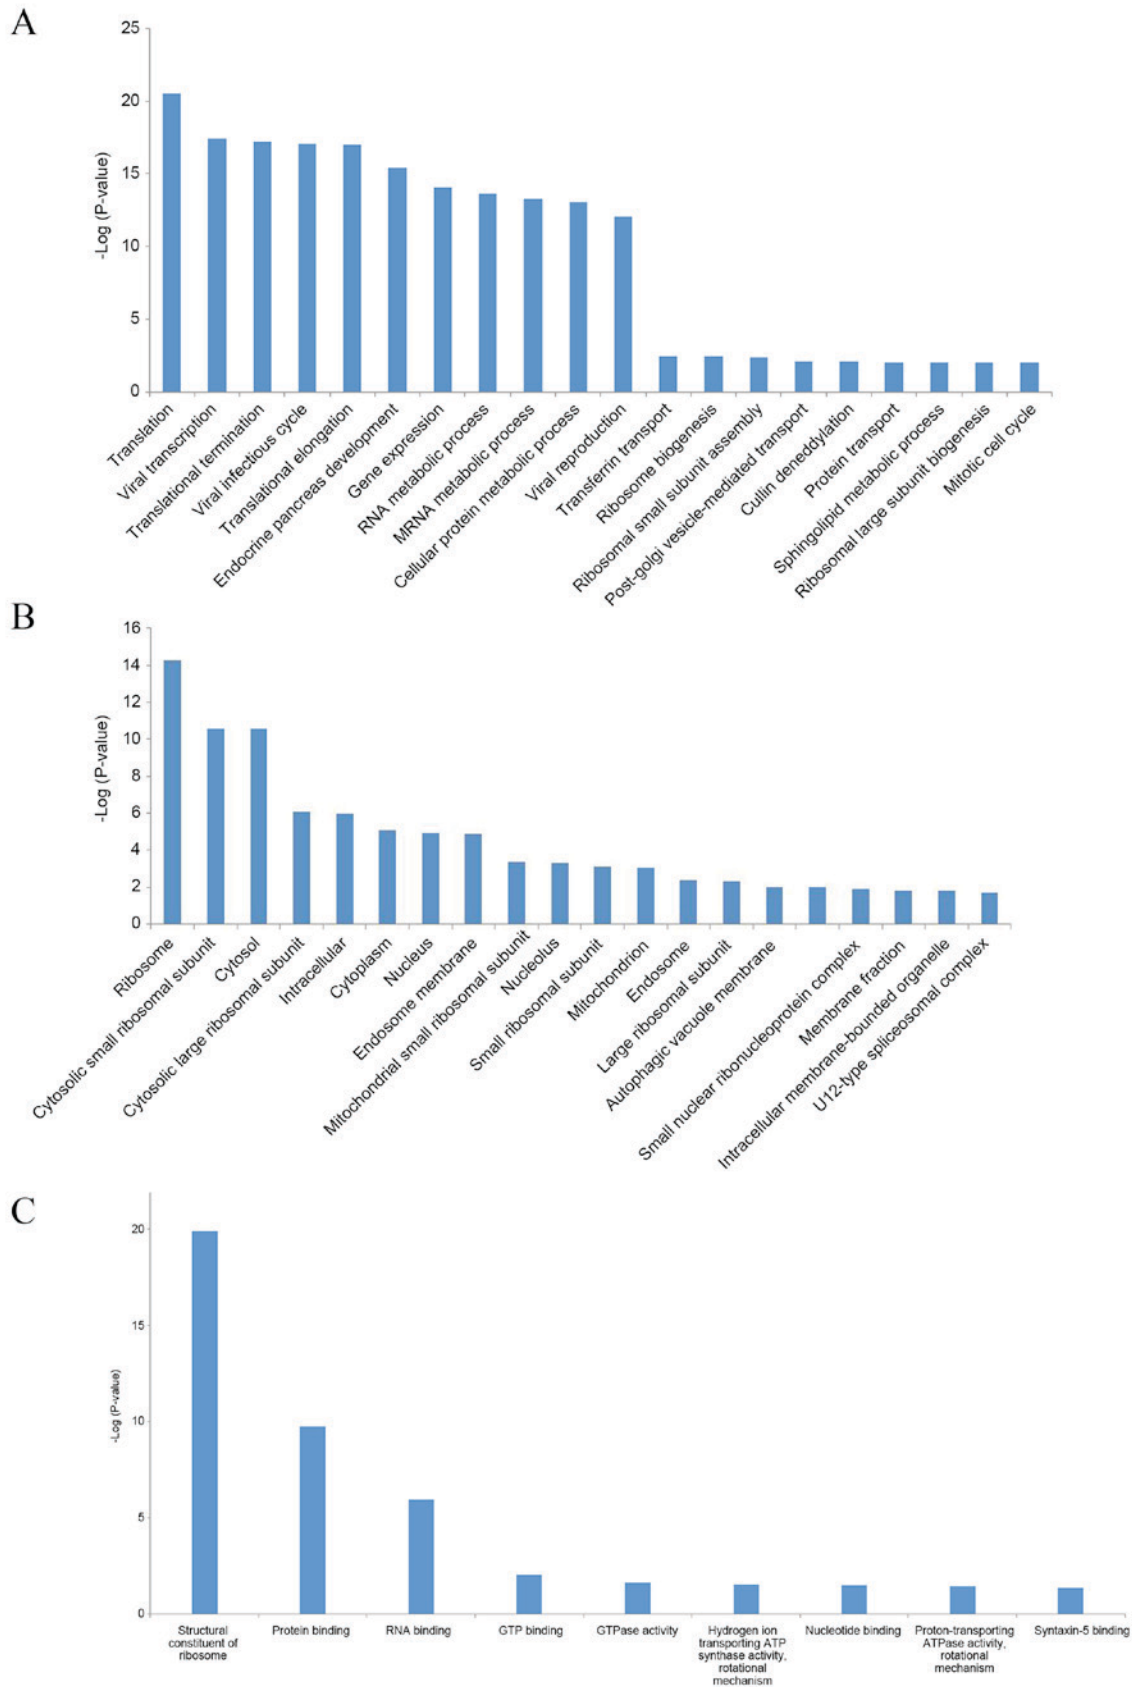 A
25
20
15
10
5
0
-Log (P-value)
Translation
Viral transcription
Translational termination
Viral infectious cycle
Translational elongation
Endocrine pancreas development
Gene expression
RNA metabolic process
MRNA metabolic process
Cellular protein metabolic process
Viral reproduction
Transferrin transport
Ribosome biogenesis
Ribosomal small subunit assembly
Post-golgi vesicle-mediated transport
Cullin deneddylation
Protein transport
Sphingolipid metabolic process
Ribosomal large subunit biogenesis
Mitotic cell cycle
B
16
14
12
10
8
6
4
2
0
-Log (P-value)
Ribosome
Cytosolic small ribosomal subunit
Cytosol
Cytosolic large ribosomal subunit
Intracellular
Cytoplasm
Nucleus
Endosome membrane
Mitochondrial small ribosomal subunit
Nucleolus
Small ribosomal subunit
Mitochondrion
Endosome
Large ribosomal subunit
Autophagic vacuole membrane
Small nuclear ribonucleoprotein complex
Membrane fraction
Intracellular membrane-bounded organelle
U12-type spliceosomal complex
C
20
15
10
5
0
-Log (P-value)
Structural
constituent of
ribosome
Protein binding
RNA binding
GTP binding
GTPase activity
Hydrogen ion
transporting ATP
synthase activity,
rotational
mechanism
Nucleotide binding
Proton-transporting
ATPase activity,
rotational
mechanism
Syntaxin-5 binding